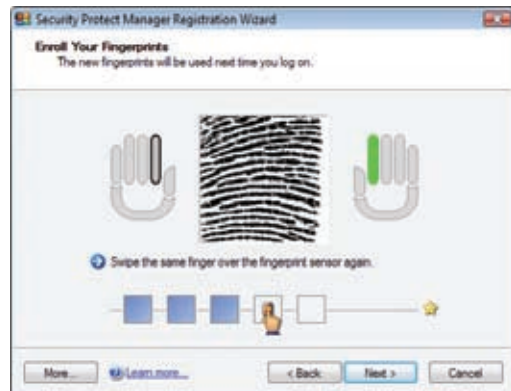 Security Protect Manager Registration Wizard
Enroll Your Fingerprints
The new fingerprints will be used next time you log on.
Swipe the same finger over the fingerprint sensor again.
More... Learn more... < Back Next > Cancel